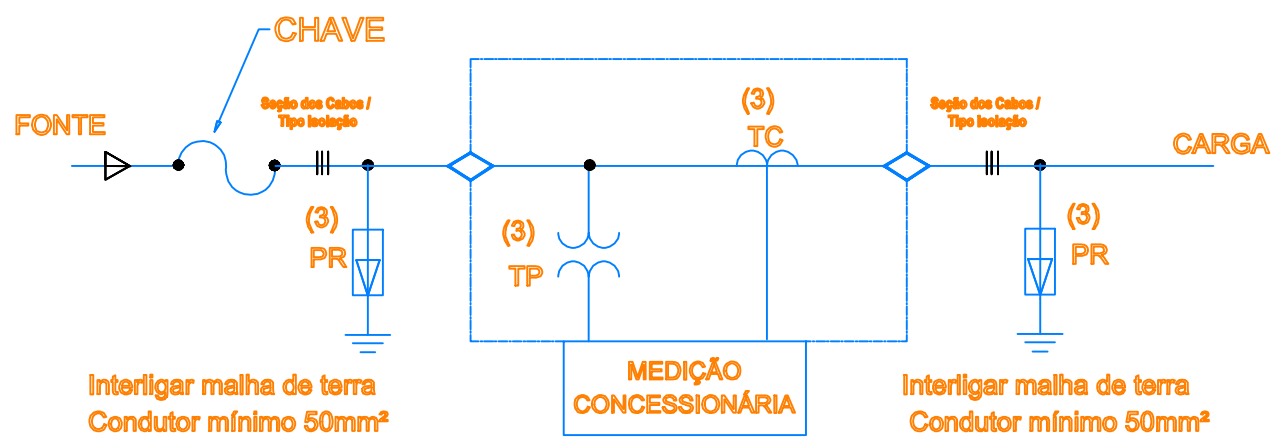 CHAVE
FONTE
Seção dos Cabos /
Tipo Isolação
(3)
TC
Seção dos Cabos /
Tipo Isolação
CARGA
(3)
PR
(3)
TP
(3)
PR
MEDIÇÃO
CONCESSIONÁRIA
Interligar malha de terra
Condutor mínimo 50mm²
Interligar malha de terra
Condutor mínimo 50mm²